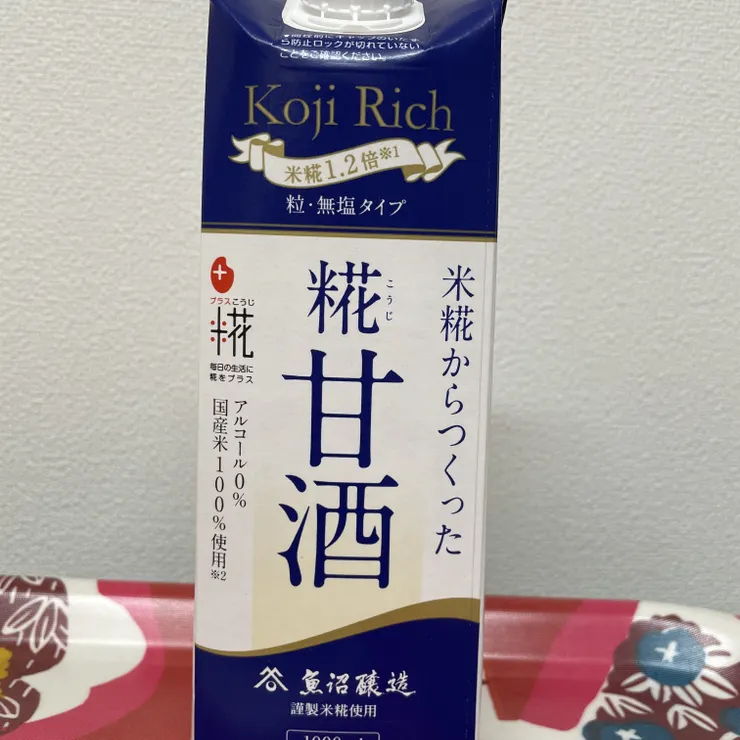 ら防止ロックが切れていない
ことをご確認ください。
Koji Rich
米糀1.2倍※1
粒・無塩タイプ
米糀からつくった
こうじ
糀甘酒
プラスこうじ
糀
毎日の生活に
糀をプラス
アルコール0%
国産米100%使用※2
魚沼醸造
謹製米糀使用